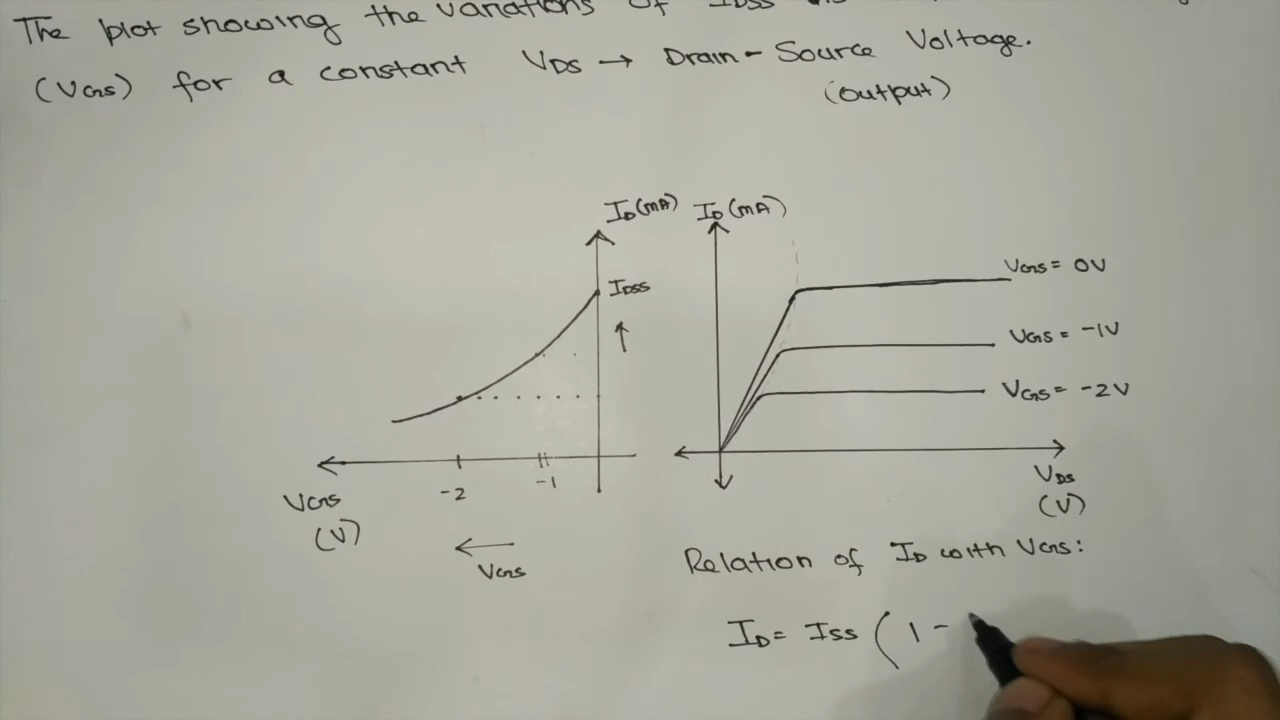 The plot showing the variations of IDSS
(VGS) for a constant VDS → Drain - Source Voltage.
(output)
ID(mA)
ID(mA)
IDSS
VGS = 0V
VGS = -1V
VGS = -2V
-2
-1
VGS
(V)
VDS
(V)
VGS
Relation of ID with VGS:
ID = ISS ( 1 -